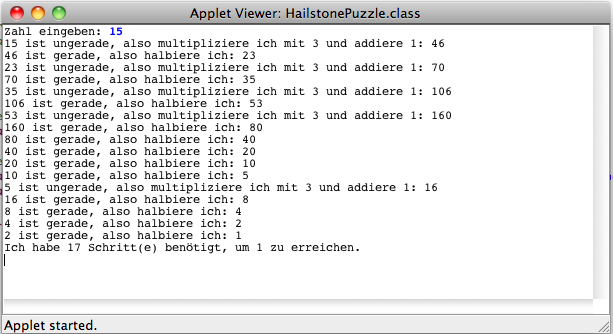 Applet Viewer: HailstonePuzzle.class
Zahl eingeben: 15
15 ist ungerade, also multipliziere ich mit 3 und addiere 1: 46
46 ist gerade, also halbiere ich: 23
23 ist ungerade, also multipliziere ich mit 3 und addiere 1: 70
70 ist gerade, also halbiere ich: 35
35 ist ungerade, also multipliziere ich mit 3 und addiere 1: 106
106 ist gerade, also halbiere ich: 53
53 ist ungerade, also multipliziere ich mit 3 und addiere 1: 160
160 ist gerade, also halbiere ich: 80
80 ist gerade, also halbiere ich: 40
40 ist gerade, also halbiere ich: 20
20 ist gerade, also halbiere ich: 10
10 ist gerade, also halbiere ich: 5
5 ist ungerade, also multipliziere ich mit 3 und addiere 1: 16
16 ist gerade, also halbiere ich: 8
8 ist gerade, also halbiere ich: 4
4 ist gerade, also halbiere ich: 2
2 ist gerade, also halbiere ich: 1
Ich habe 17 Schritt(e) benötigt, um 1 zu erreichen.
Applet started.